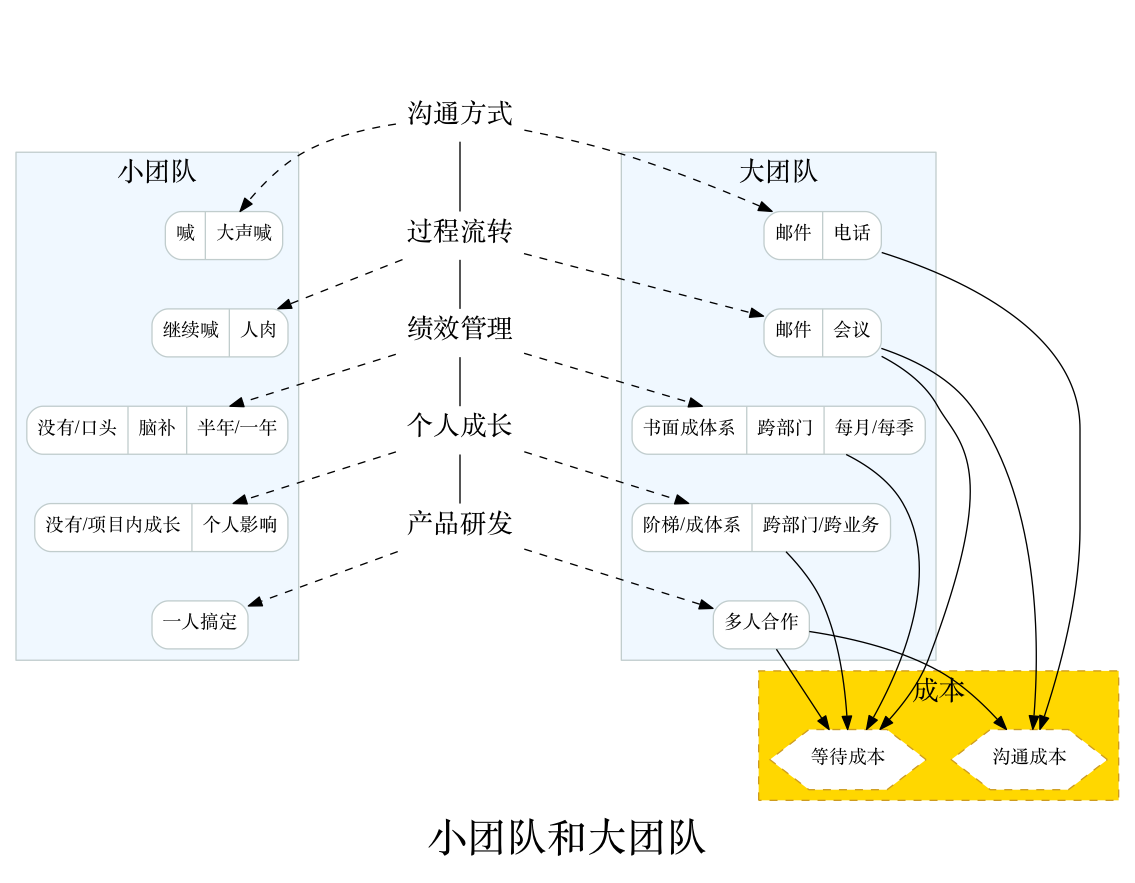 沟通方式
小团队
大团队
喊 大声喊
过程流转
邮件 电话
继续喊 人肉
绩效管理
邮件 会议
没有/口头 脑补 半年/一年
个人成长
书面成体系 跨部门 每月/每季
没有/项目内成长 个人影响
产品研发
阶梯/成体系 跨部门/跨业务
一人搞定
多人合作
成本
等待成本
沟通成本
小团队和大团队